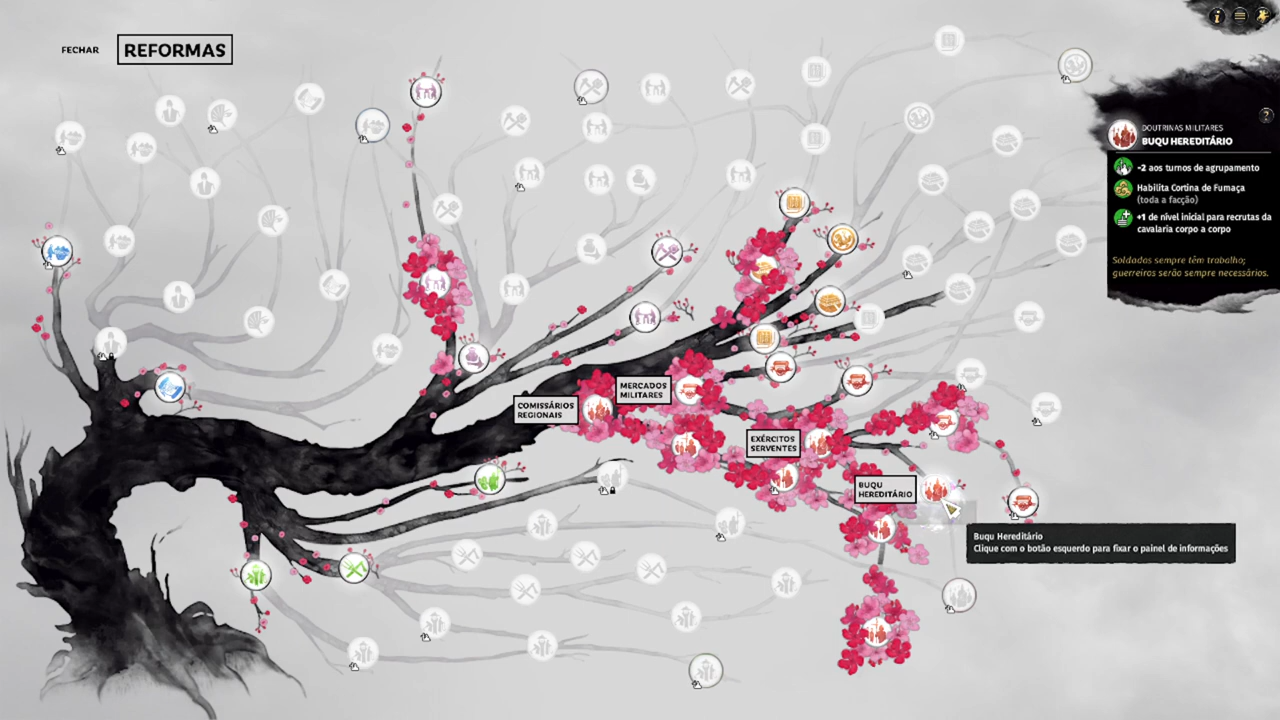 FECHAR
REFORMAS
DOUTRINAS MILITARES
BUQU HEREDITÁRIO
-2 aos turnos de agrupamento
Habilita Cortina de Fumaça
(toda a facção)
+1 de nível inicial para recrutas da
cavalaria corpo a corpo
Soldados sempre têm trabalho;
guerreiros serão sempre necessários.
MERCADOS
MILITARES
COMISSÁRIOS
REGIONAIS
EXÉRCITOS
SERVENTES
BUQU
HEREDITÁRIO
Buqu Hereditário
Clique com o botão esquerdo para fixar o painel de informações